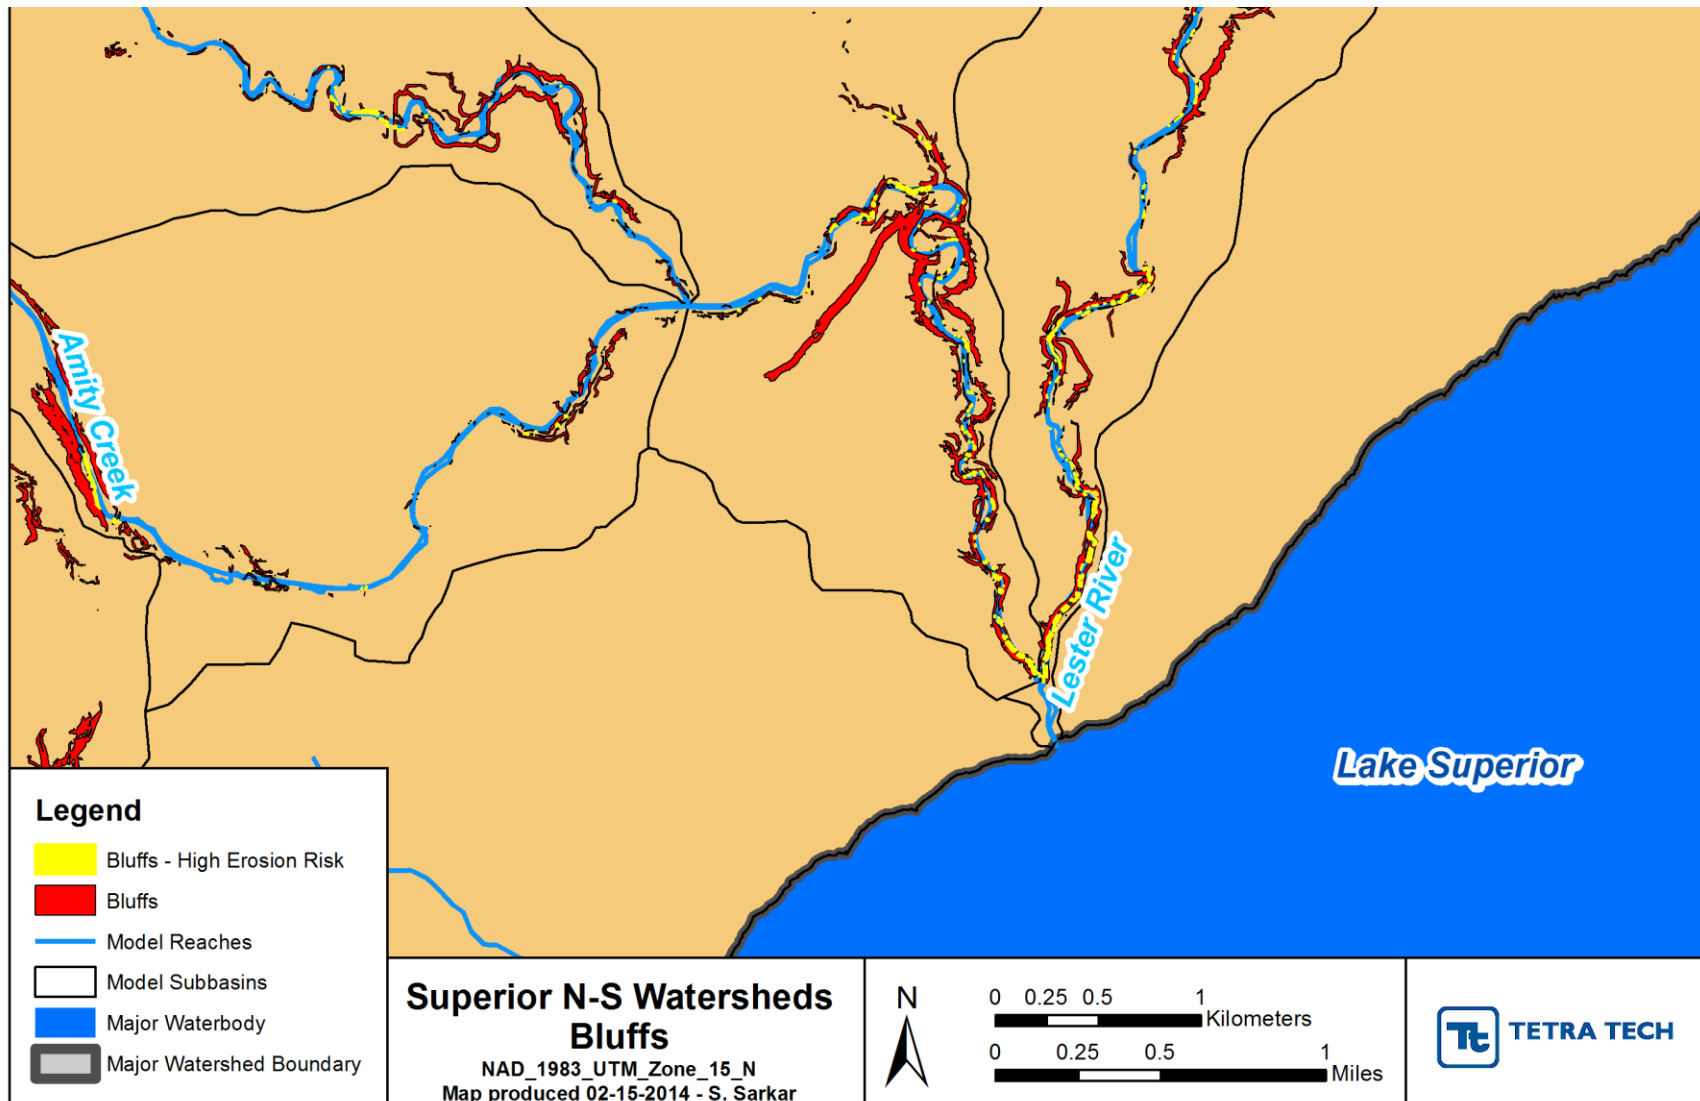 Amity Creek
Lester River
Lake Superior
Legend
Bluffs - High Erosion Risk
Bluffs
Model Reaches
Model Subbasins
Major Waterbody
Major Watershed Boundary
Superior N-S Watersheds
Bluffs
NAD_1983_UTM_Zone_15_N
Map produced 02-15-2014 - S. Sarkar
N
0 0.25 0.5 1
Kilometers
0 0.25 0.5 1
Miles
Tt TETRA TECH